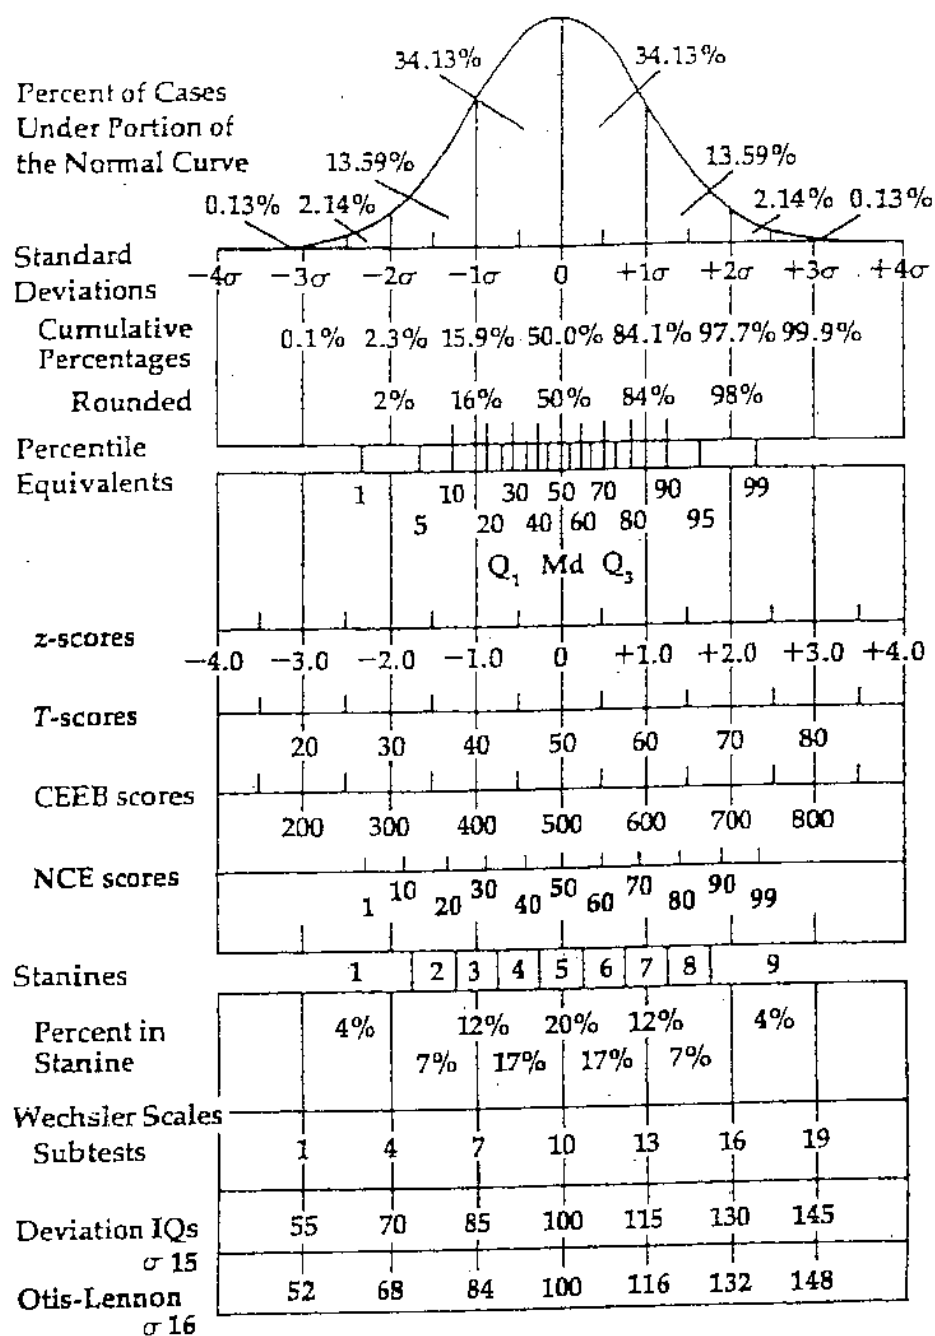 34.13% 34.13%
Percent of Cases
Under Portion of
the Normal Curve
13.59% 13.59%
0.13% 2.14% 2.14% 0.13%
Standard
Deviations
−4σ −3σ −2σ −1σ 0 +1σ +2σ +3σ +4σ
Cumulative
Percentages
0.1% 2.3% 15.9% 50.0% 84.1% 97.7% 99.9%
Rounded 2% 16% 50% 84% 98%
Percentile
Equivalents
1 10 30 50 70 90 99
5 20 40 60 80 95
Q₁ Md Q₃
z-scores
−4.0 −3.0 −2.0 −1.0 0 +1.0 +2.0 +3.0 +4.0
T-scores
20 30 40 50 60 70 80
CEEB scores
200 300 400 500 600 700 800
NCE scores
10 30 50 70 90
1 20 40 60 80 99
Stanines 1 2 3 4 5 6 7 8 9
Percent in
Stanine
4% 12% 20% 12% 4%
7% 17% 17% 7%
Wechsler Scales
Subtests 1 4 7 10 13 16 19
Deviation IQs 55 70 85 100 115 130 145
σ 15
Otis-Lennon 52 68 84 100 116 132 148
σ 16